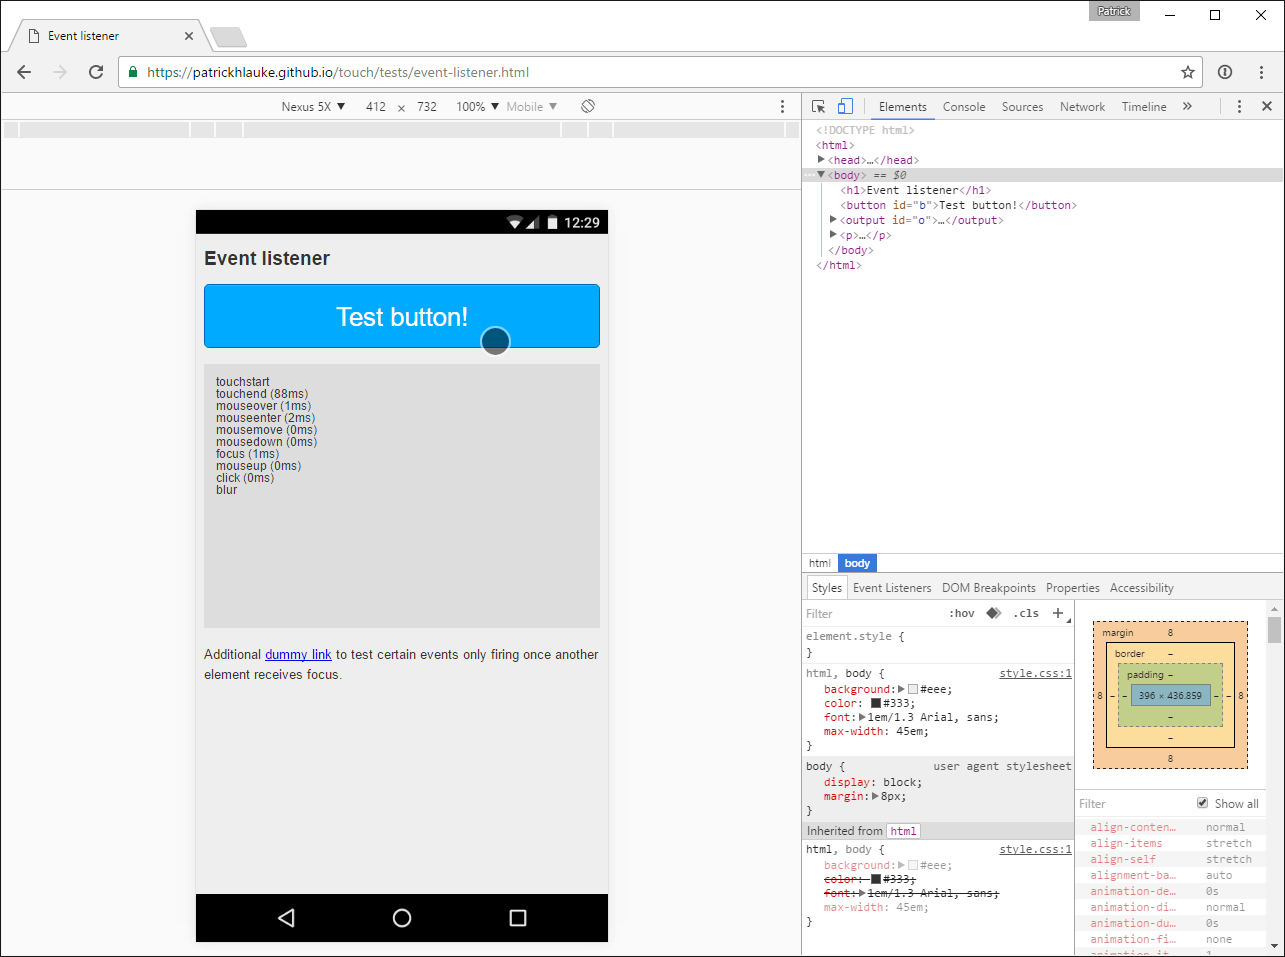 Patrick
Event listener
https://patrickhlauke.github.io/touch/tests/event-listener.html
Nexus 5X 412 × 732 100% Mobile
12:29
Event listener
Test button!
touchstart
touchend (88ms)
mouseover (1ms)
mouseenter (2ms)
mousemove (0ms)
mousedown (0ms)
focus (1ms)
mouseup (0ms)
click (0ms)
blur
Additional dummy link to test certain events only firing once another
element receives focus.
Elements Console Sources Network Timeline »
<!DOCTYPE html>
<html>
<head>…</head>
<body> == $0
<h1>Event listener</h1>
<button id="b">Test button!</button>
<output id="o">…</output>
<p>…</p>
</body>
</html>
html body
Styles Event Listeners DOM Breakpoints Properties Accessibility
Filter :hov .cls +
element.style {
}
html, body { style.css:1
background: #eee;
color: #333;
font: 1em/1.3 Arial, sans;
max-width: 45em;
}
body { user agent stylesheet
display: block;
margin: 8px;
}
Inherited from html
html, body { style.css:1
background: #eee;
color: #333;
font: 1em/1.3 Arial, sans;
max-width: 45em;
}
margin 8
border –
padding –
8 – – 396 × 436.859 – – 8
–
–
8
Filter Show all
align-conten… normal
align-items stretch
align-self stretch
alignment-ba… auto
animation-de… 0s
animation-di… normal
animation-du… 0s
animation-fi… none